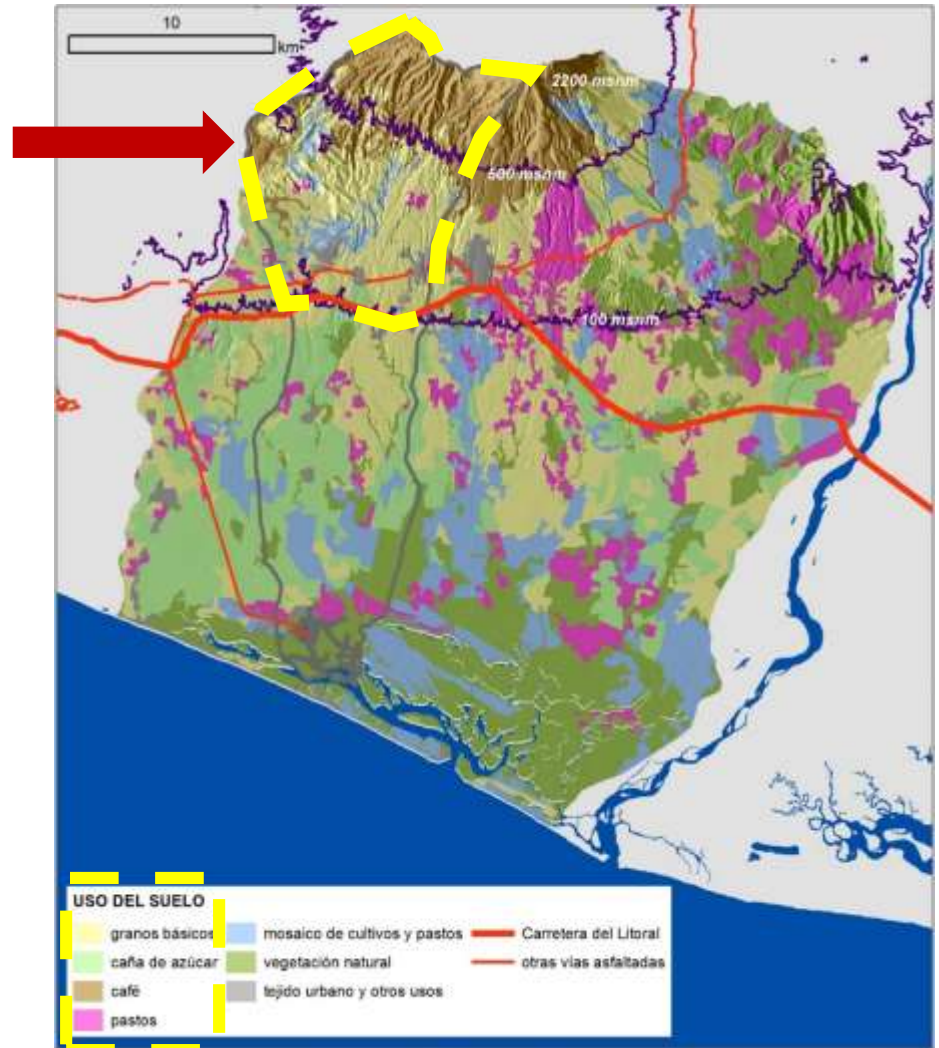 10
km
2200 msnm
500 msnm
100 msnm
USO DEL SUELO
granos básicos
mosaico de cultivos y pastos
Carretera del Litoral
caña de azúcar
vegetación natural
otras vías asfaltadas
café
tejido urbano y otros usos
pastos